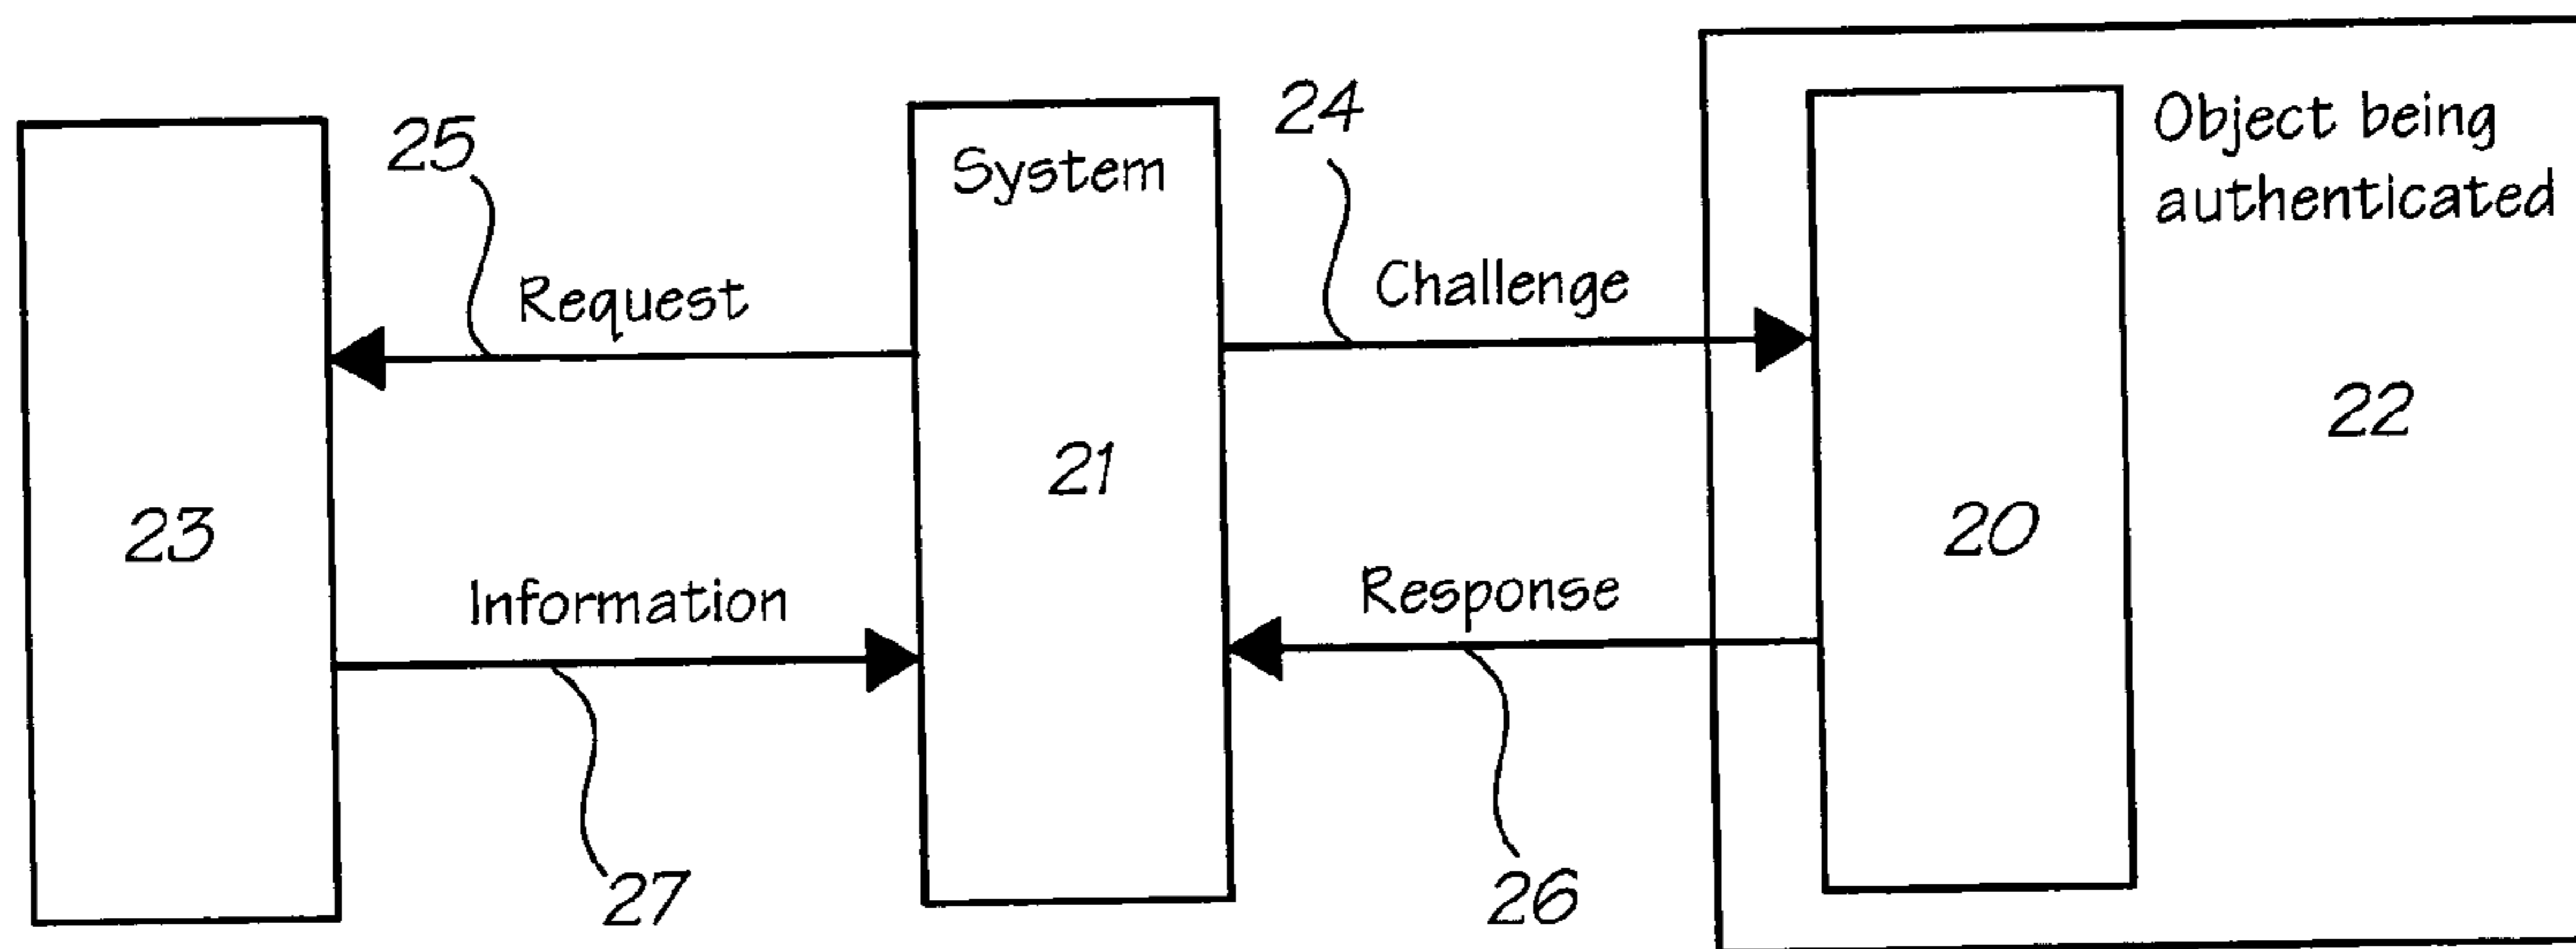 24
25
System
Object being
authenticated
Request
Challenge
22
21
23
20
Information
Response
27
26